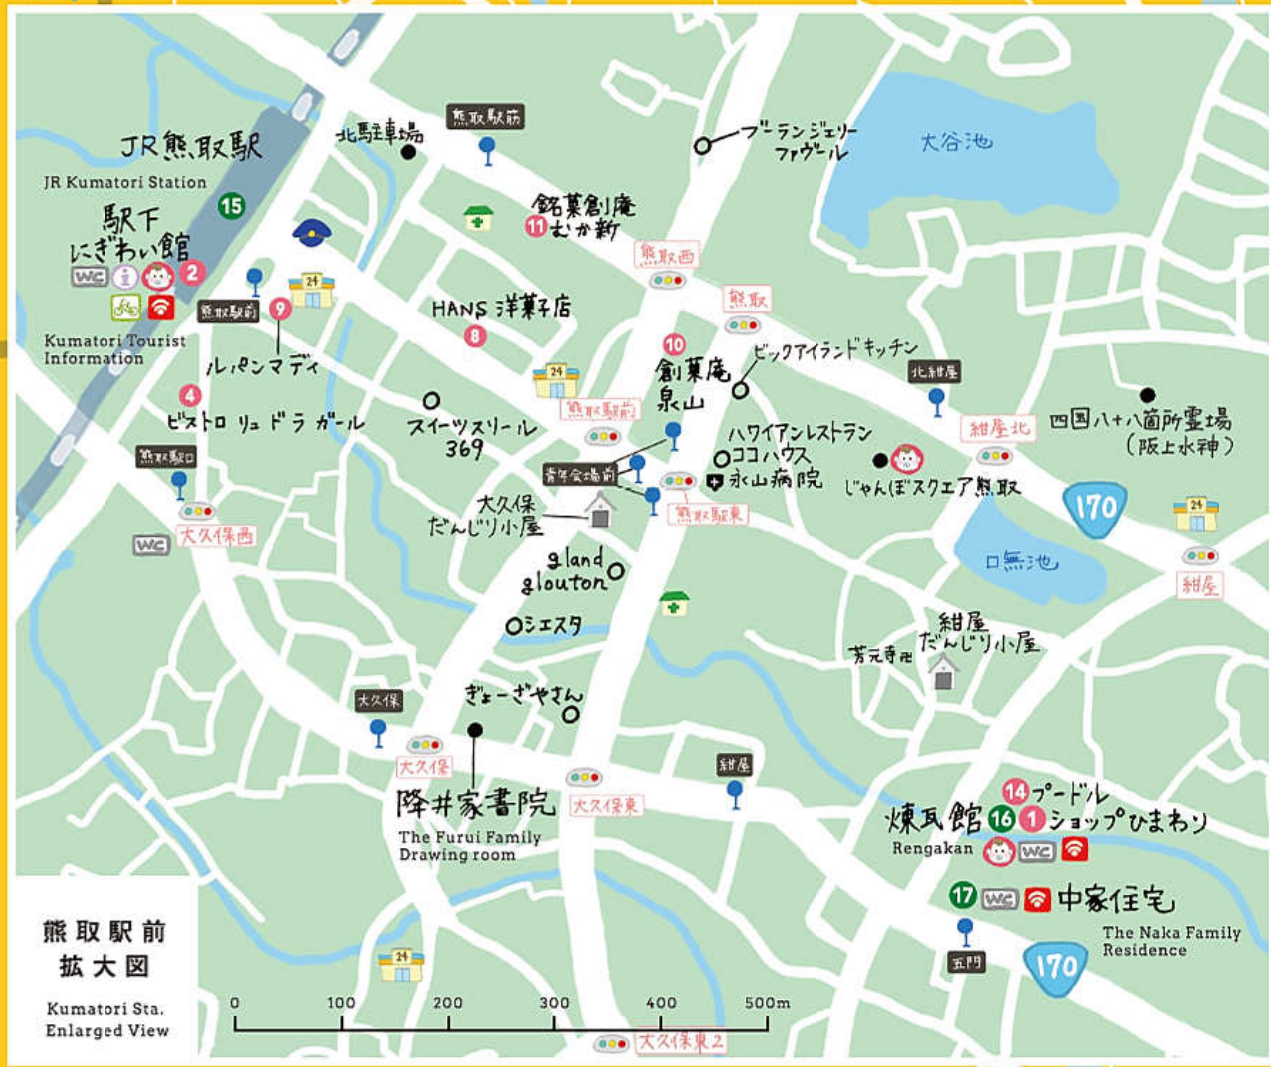 JR熊取駅
JR Kumatori Station
15
駅下
にぎわい館
WC
i
2
Kumatori Tourist
Information
北駐車場
熊取駅筋
ブーランジェリー
ファヴール
大谷池
銘菓創庵
11 むか新
熊取西
熊取
24
熊取駅前
9
ルパンマディ
HANS 洋菓子店
8
10
創菓庵
泉山
ビックアイランドキッチン
北紺屋
4
ビストロ リュ ド ラ ガール
スイーツスリール
369
24
熊取駅前
ハワイアンレストラン
ココハウス
永山病院
じゃんぼスクエア熊取
紺屋北
四国八十八箇所霊場
(阪上水神)
熊取駅口
大久保西
WC
青年会場前
大久保
だんじり小屋
熊取駅東
170
24
紺屋
口無池
gland
glouton
シエスタ
紺屋
だんじり小屋
芳元寺卍
ぎょーざやさん
大久保
大久保
降井家書院
The Furui Family
Drawing room
大久保東
紺屋
14 プードル
煉瓦館 16 1 ショップひまわり
Rengakan
WC
17 WC 中家住宅
The Naka Family
Residence
五門
170
熊取駅前
拡大図
Kumatori Sta.
Enlarged View
24
0 100 200 300 400 500m
大久保東2